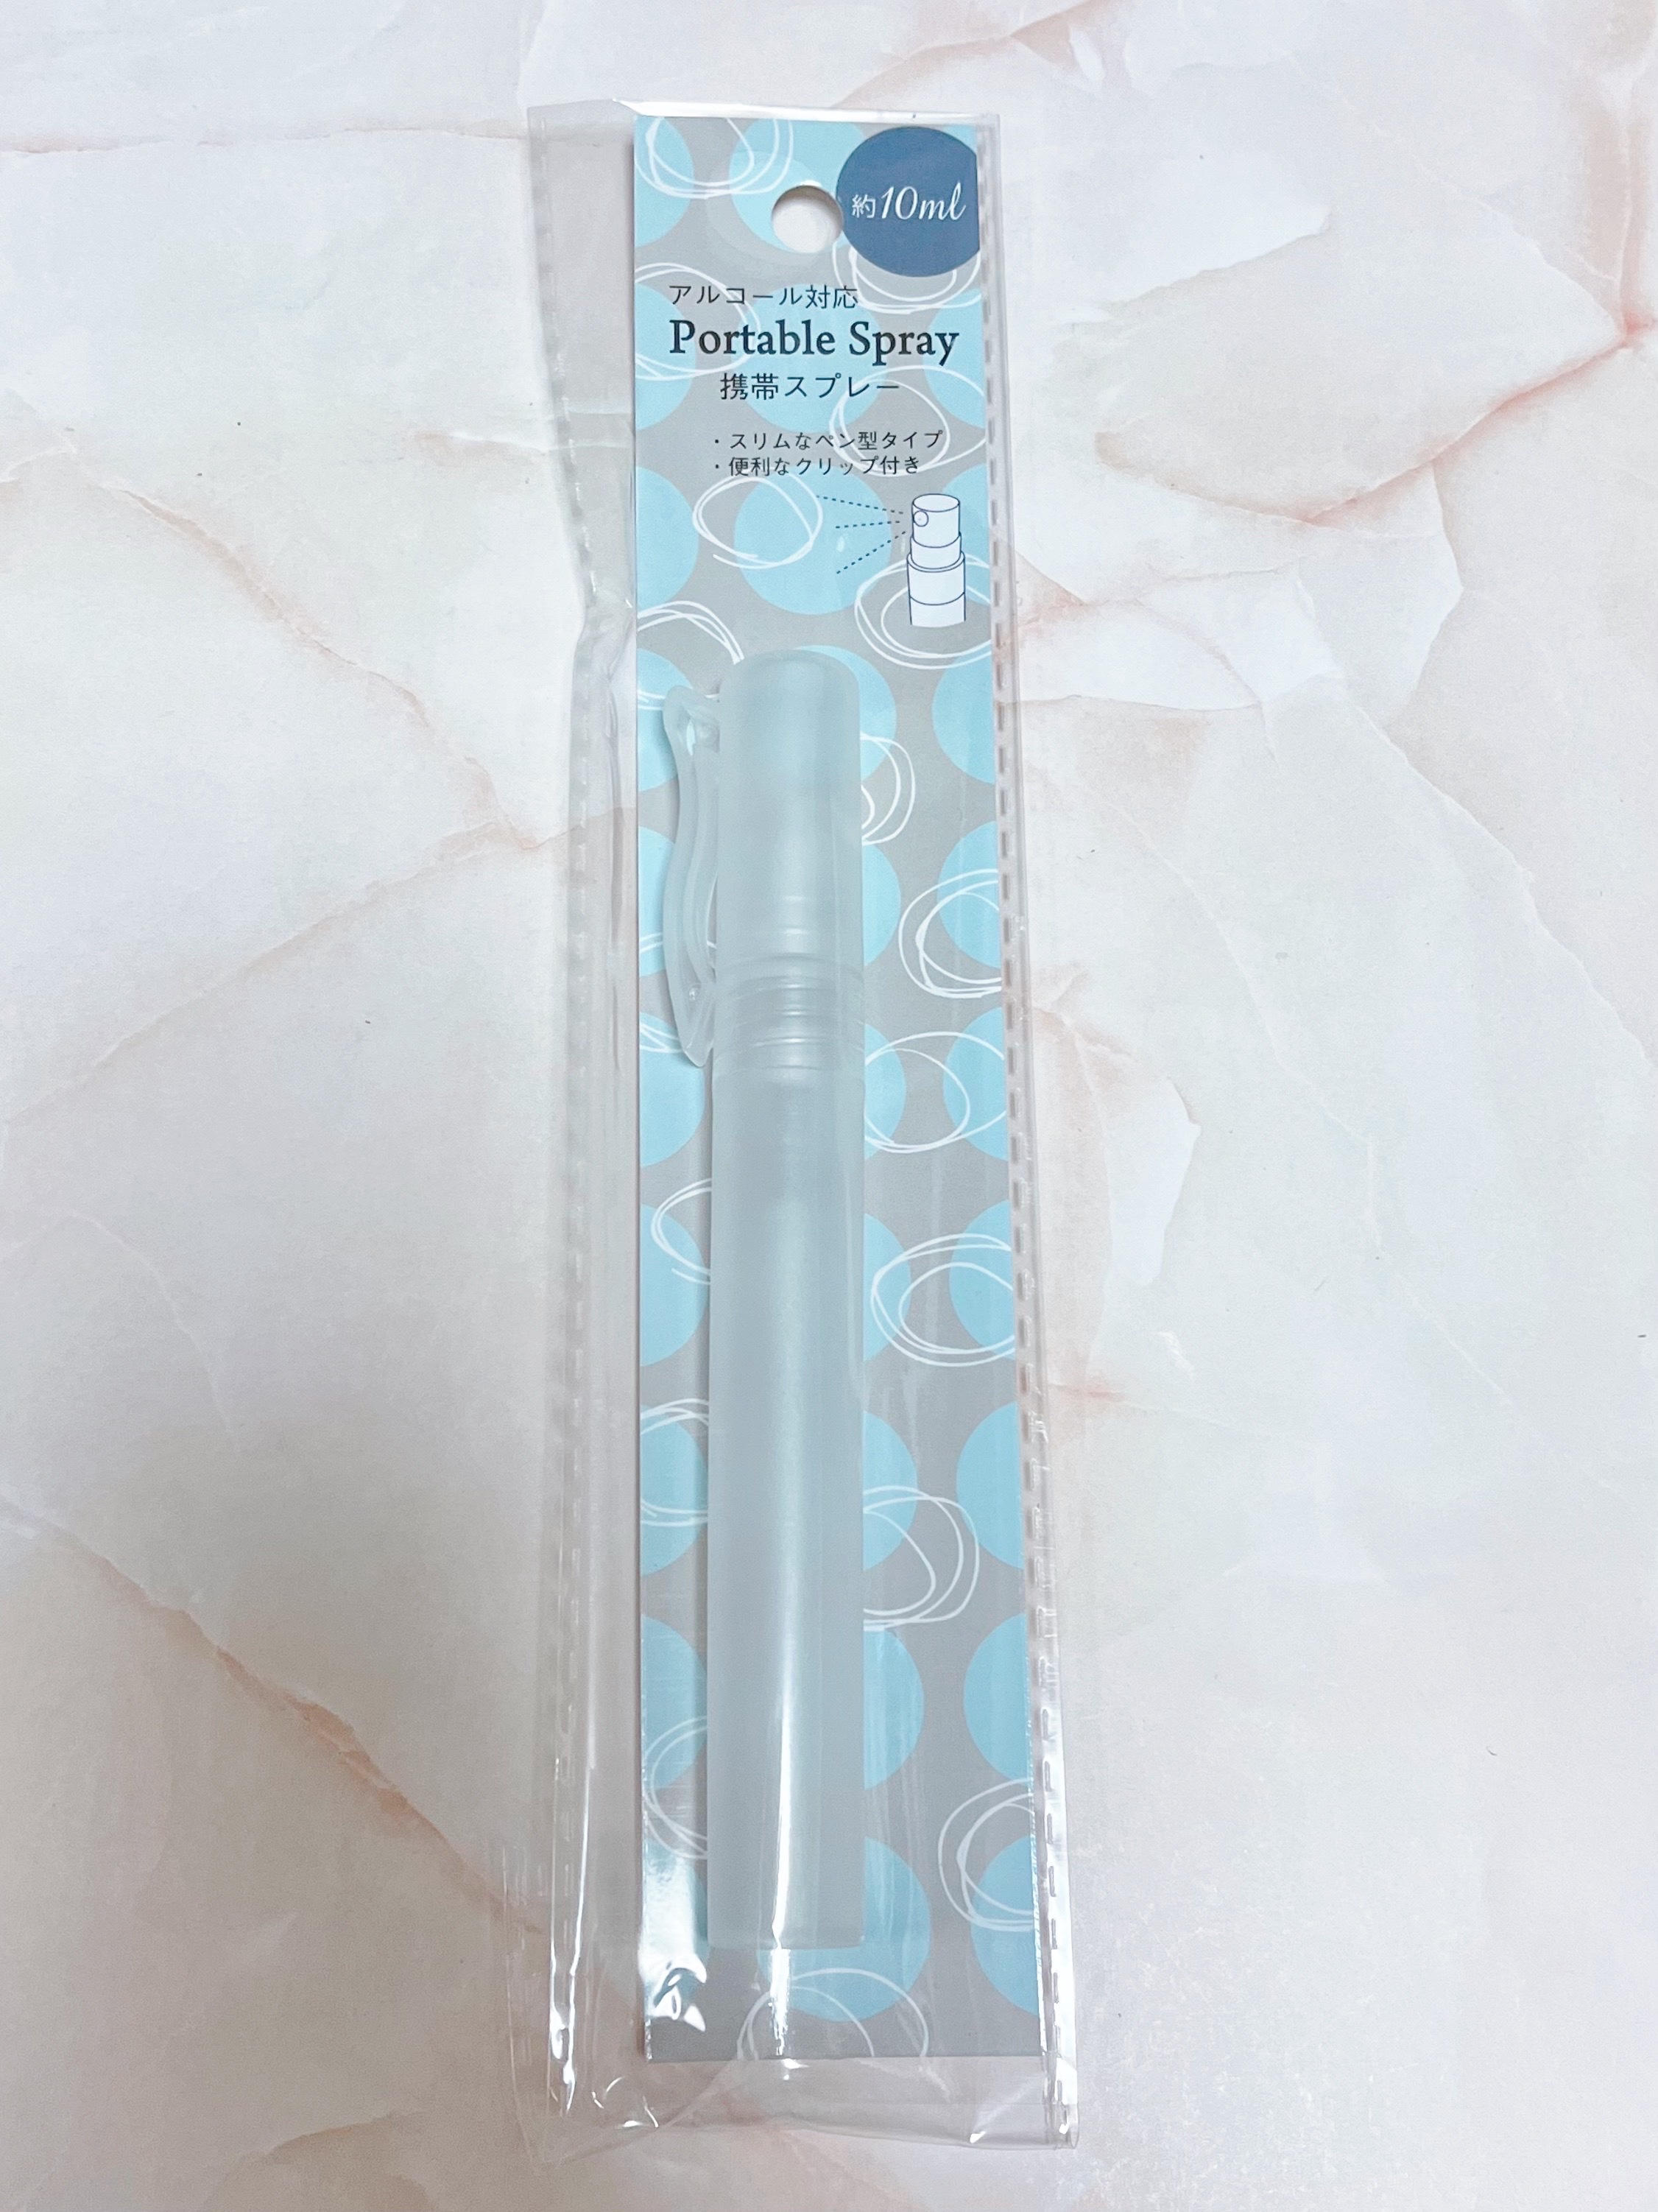 約10ml
アルコール対応
Portable Spray
携帯スプレー
・スリムなペン型タイプ
・便利なクリップ付き